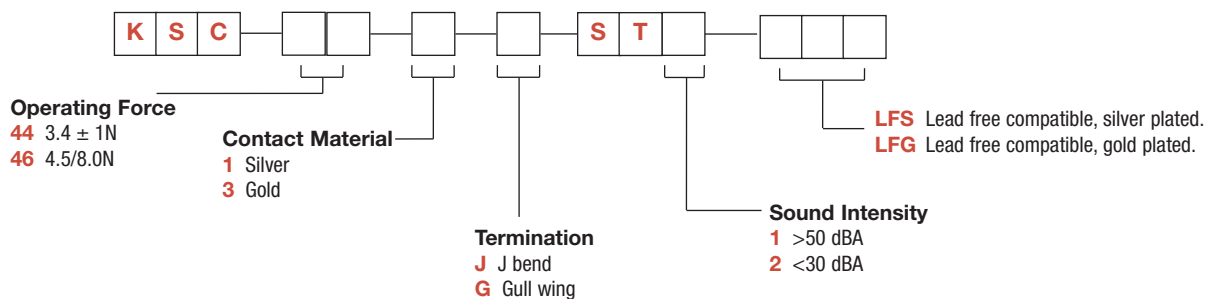 K S C S T
Operating Force
44 3.4 ± 1N
46 4.5/8.0N
Contact Material
1 Silver
3 Gold
Termination
J J bend
G Gull wing
Sound Intensity
1 >50 dBA
2 <30 dBA
LFS Lead free compatible, silver plated.
LFG Lead free compatible, gold plated.